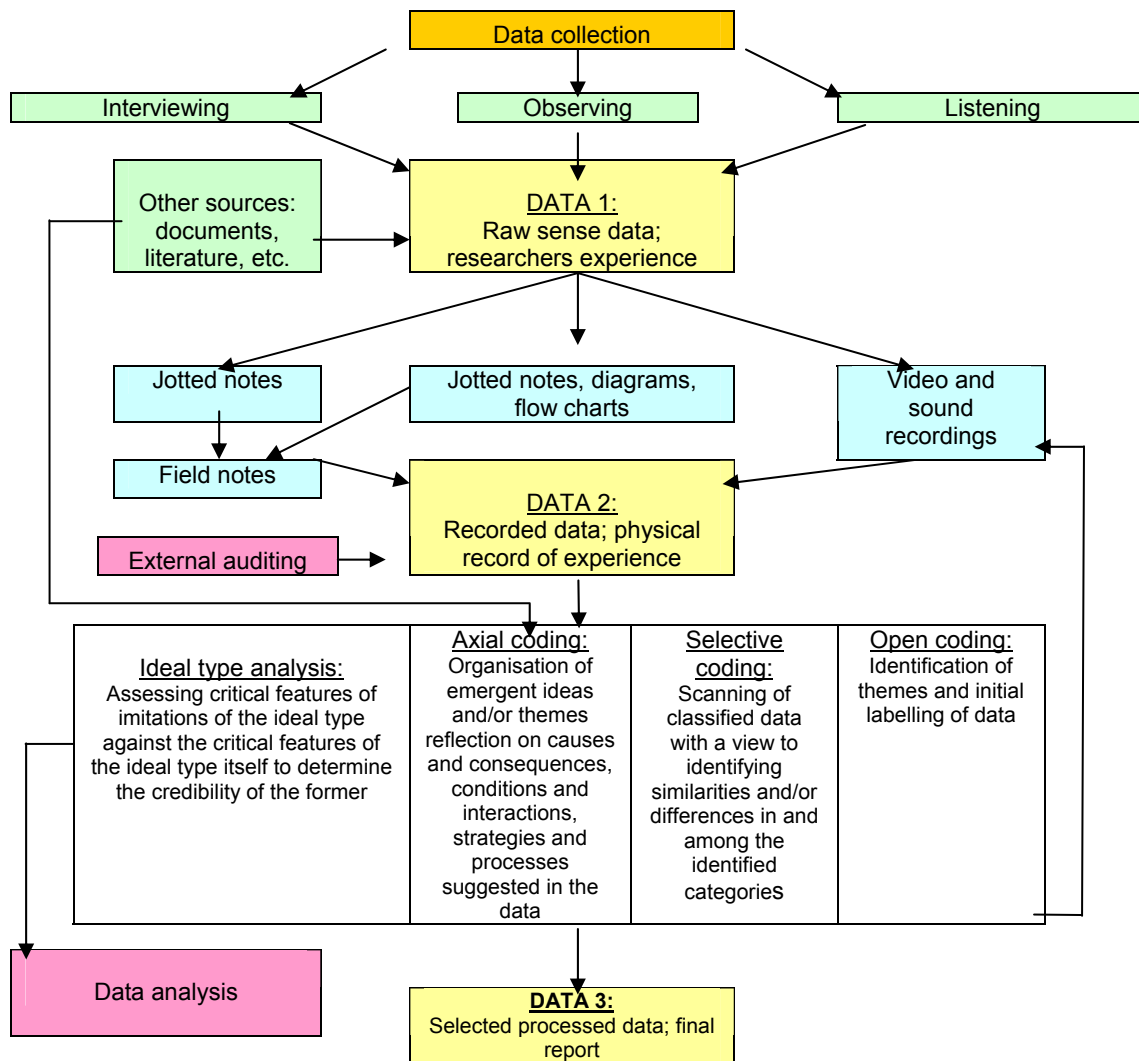 Data collection
Interviewing
Observing
Listening
Other sources:
documents,
literature, etc.
DATA 1:
Raw sense data;
researchers experience
Jotted notes
Jotted notes, diagrams,
flow charts
Video and
sound
recordings
Field notes
DATA 2:
Recorded data; physical
record of experience
External auditing
Ideal type analysis:
Assessing critical features of
imitations of the ideal type
against the critical features of
the ideal type itself to determine
the credibility of the former
Axial coding:
Organisation of
emergent ideas
and/or themes
reflection on causes
and consequences,
conditions and
interactions,
strategies and
processes
suggested in the
data
Selective
coding:
Scanning of
classified data
with a view to
identifying
similarities and/or
differences in and
among the
identified
categories
Open coding:
Identification of
themes and initial
labelling of data
Data analysis
DATA 3:
Selected processed data; final
report